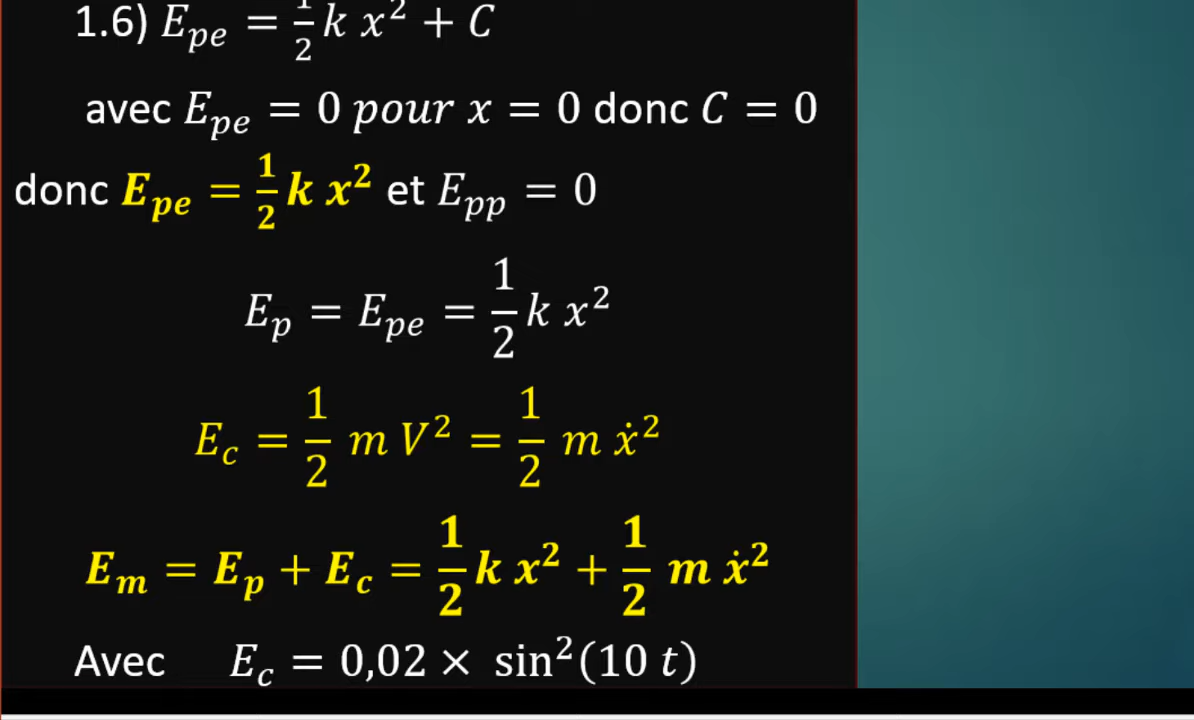 1.6) E_pe = 1/2 k x² + C
avec E_pe = 0 pour x = 0 donc C = 0
donc E_pe = 1/2 k x² et E_pp = 0
E_p = E_pe = 1/2 k x²
E_c = 1/2 m V² = 1/2 m ẋ²
E_m = E_p + E_c = 1/2 k x² + 1/2 m ẋ²
Avec E_c = 0,02 × sin²(10 t)